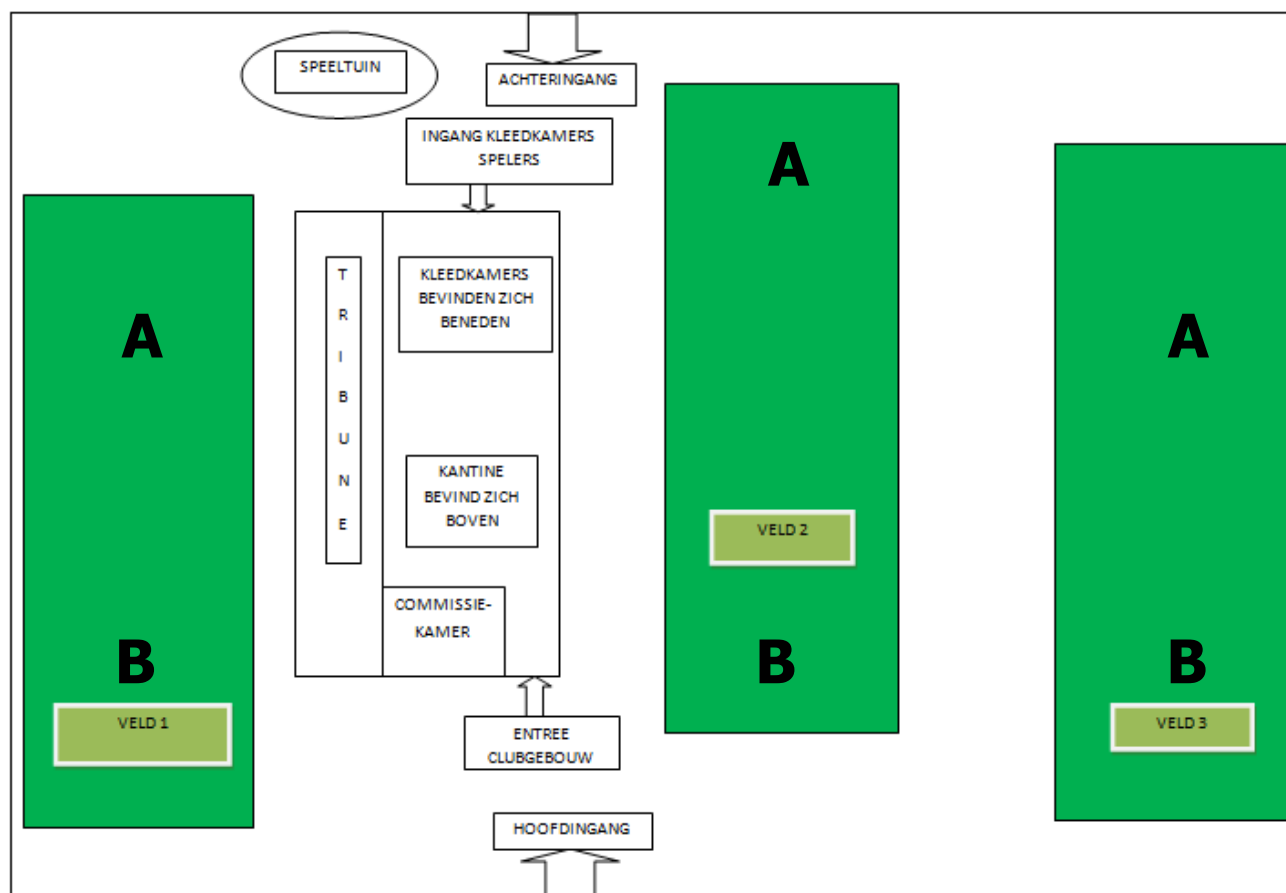 SPEELTUIN
ACHTERINGANG
INGANG KLEEDKAMERS
SPELERS
A
A
A
T
R
I
B
U
N
E
KLEEDKAMERS
BEVINDEN ZICH
BENEDEN
KANTINE
BEVIND ZICH
BOVEN
VELD 2
COMMISSIE-
KAMER
B
B
B
VELD 1
VELD 3
ENTREE
CLUBGEBOUW
HOOFDINGANG